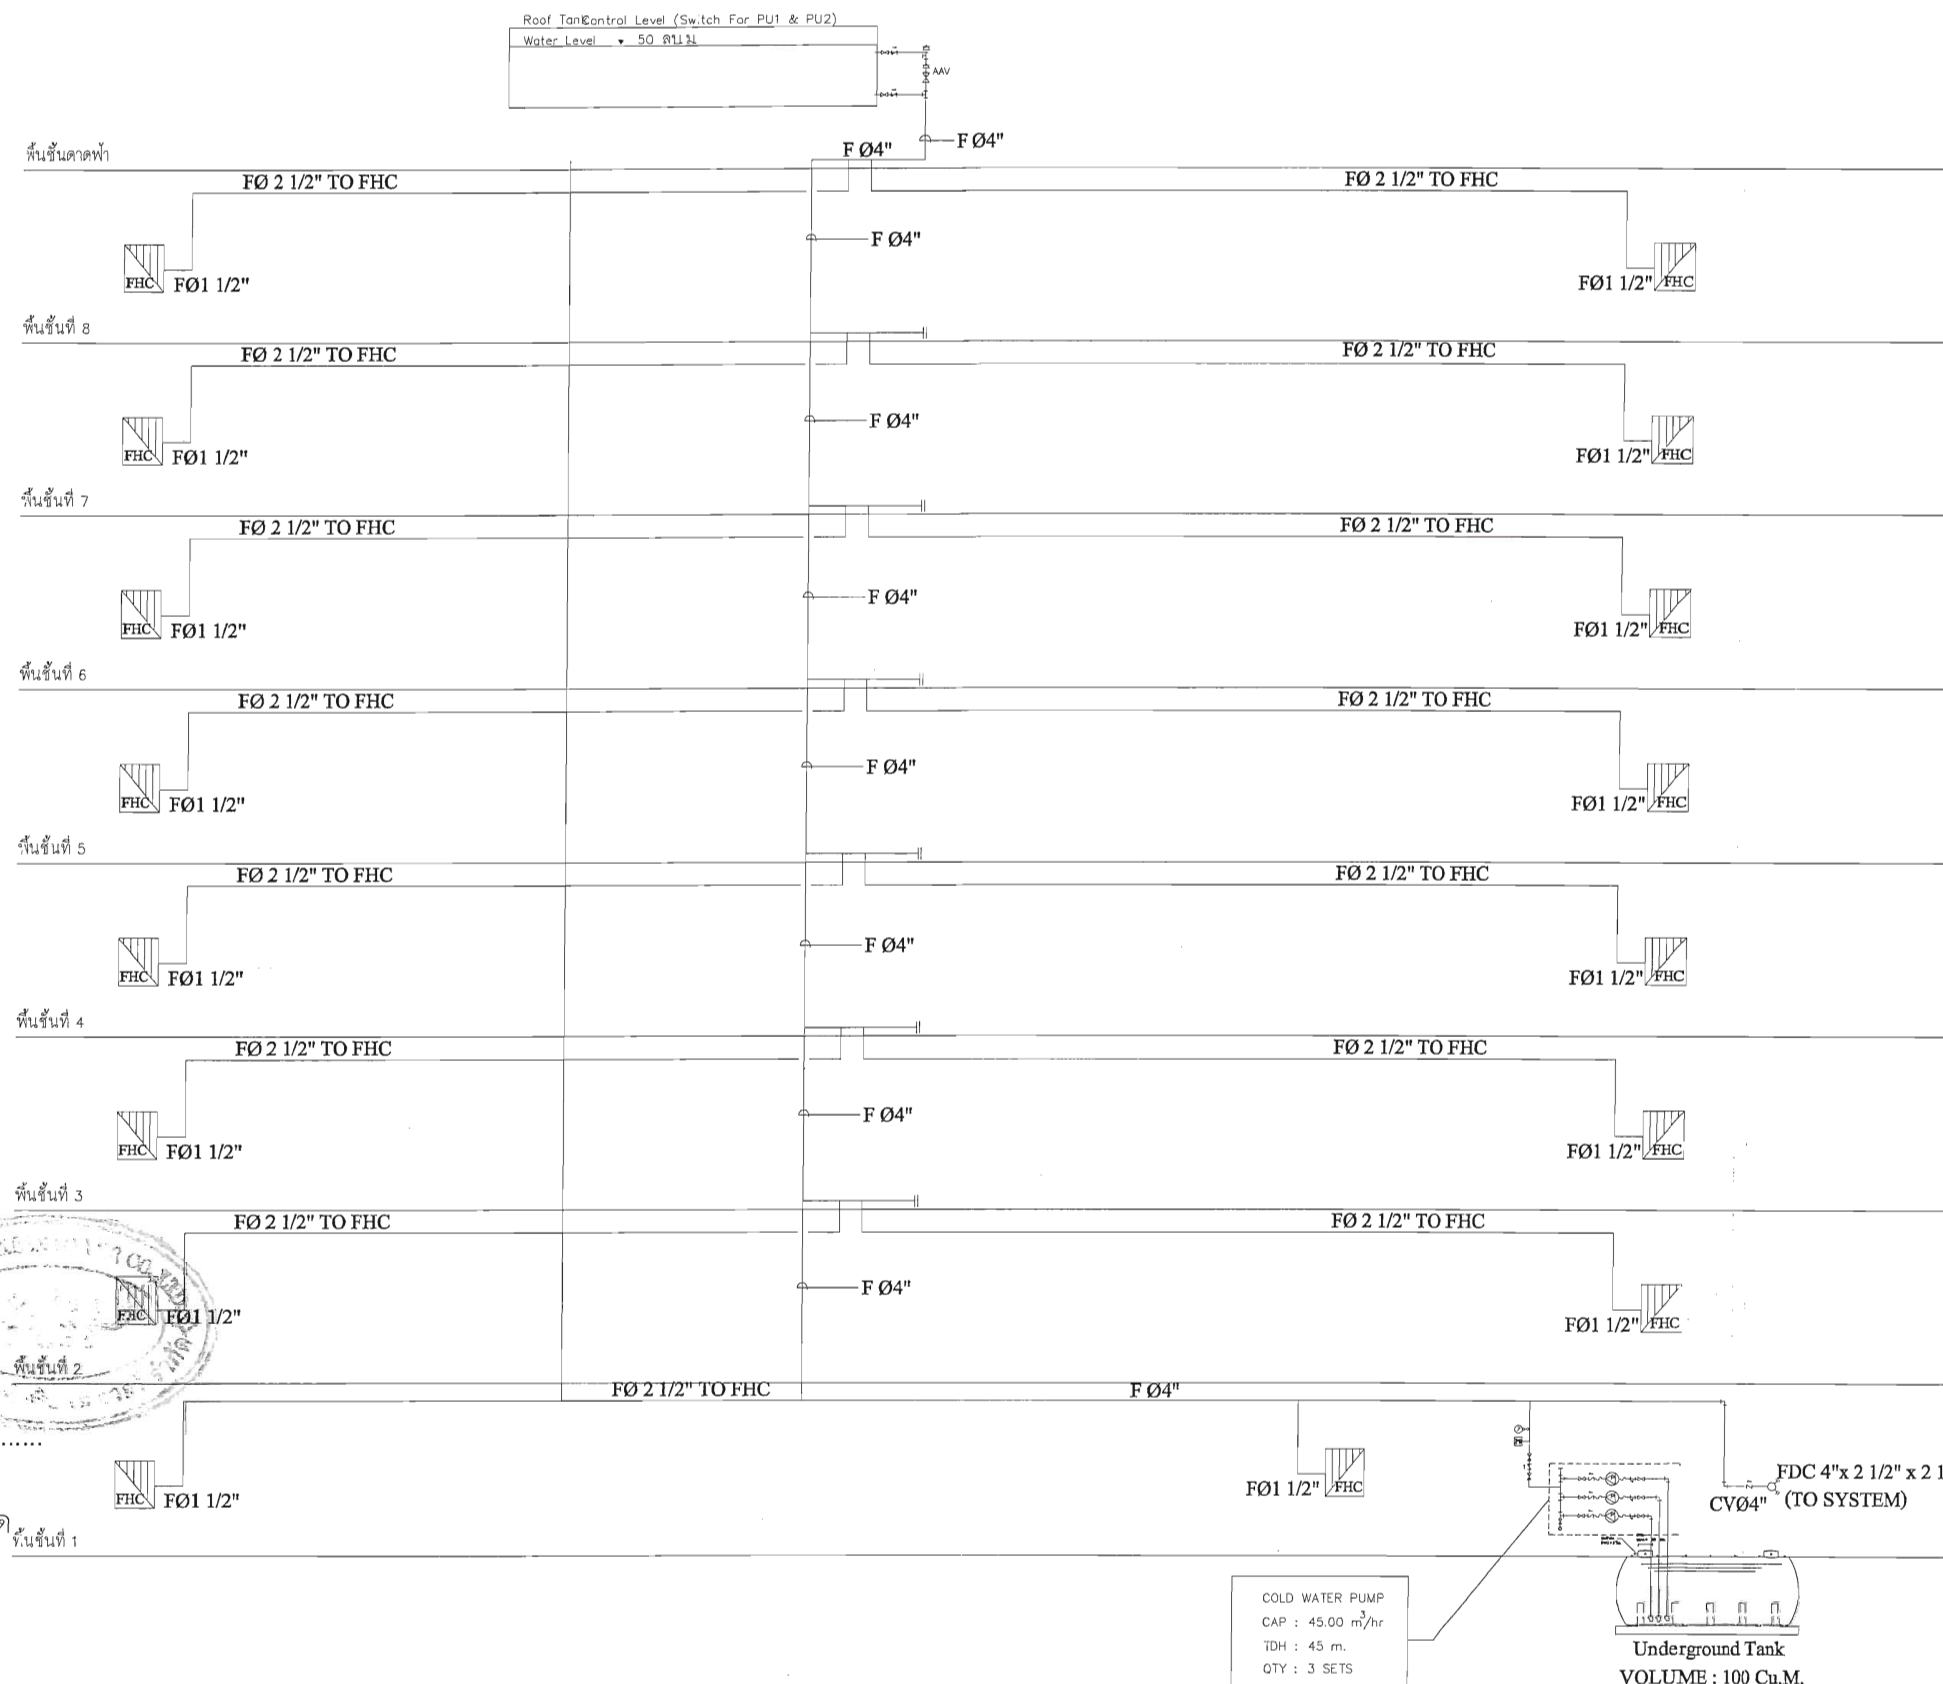 Roof Tank Control Level (Switch For PU1 & PU2)
Water Level 50 ลบ.ม
AAV
F Ø4"
พื้นชั้นดาดฟ้า
F Ø4"
FØ 2 1/2" TO FHC
FØ 2 1/2" TO FHC
F Ø4"
FHC FØ1 1/2"
FØ1 1/2" FHC
พื้นชั้นที่ 8
FØ 2 1/2" TO FHC
FØ 2 1/2" TO FHC
F Ø4"
FHC FØ1 1/2"
FØ1 1/2" FHC
พื้นชั้นที่ 7
FØ 2 1/2" TO FHC
FØ 2 1/2" TO FHC
F Ø4"
FHC FØ1 1/2"
FØ1 1/2" FHC
พื้นชั้นที่ 6
FØ 2 1/2" TO FHC
FØ 2 1/2" TO FHC
F Ø4"
FHC FØ1 1/2"
FØ1 1/2" FHC
พื้นชั้นที่ 5
FØ 2 1/2" TO FHC
FØ 2 1/2" TO FHC
F Ø4"
FHC FØ1 1/2"
FØ1 1/2" FHC
พื้นชั้นที่ 4
FØ 2 1/2" TO FHC
FØ 2 1/2" TO FHC
F Ø4"
FHC FØ1 1/2"
FØ1 1/2" FHC
พื้นชั้นที่ 3
FØ 2 1/2" TO FHC
FØ 2 1/2" TO FHC
F Ø4"
FHC FØ1 1/2"
FØ1 1/2" FHC
CO.,LTD.
พื้นชั้นที่ 2
FØ 2 1/2" TO FHC
F Ø4"
FHC FØ1 1/2"
FØ1 1/2" FHC
CVØ4"
FDC 4"x 2 1/2" x 2 1
(TO SYSTEM)
พื้นชั้นที่ 1
COLD WATER PUMP
CAP : 45.00 m³/hr
TDH : 45 m.
QTY : 3 SETS
Underground Tank
VOLUME : 100 Cu.M.